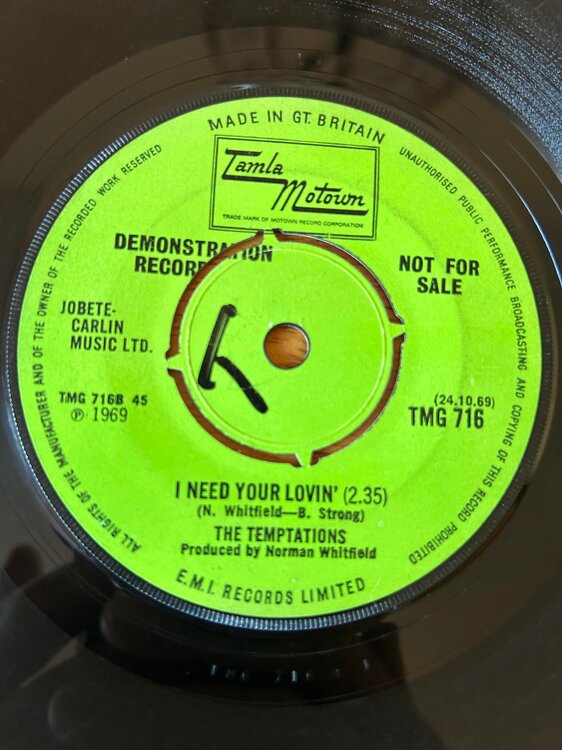 MADE IN GT. BRITAIN
Tamla
Motown
TRADE MARK OF MOTOWN RECORD CORPORATION
DEMONSTRATION
RECORD
NOT FOR
SALE
JOBETE-
CARLIN
MUSIC LTD.
TMG 716B 45
℗ 1969
(24.10.69)
TMG 716
I NEED YOUR LOVIN' (2.35)
(N. Whitfield—B. Strong)
THE TEMPTATIONS
Produced by Norman Whitfield
E.M.I. RECORDS LIMITED
ALL RIGHTS OF THE MANUFACTURER AND OF THE OWNER OF THE RECORDED WORK RESERVED
UNAUTHORISED PUBLIC PERFORMANCE BROADCASTING AND COPYING OF THIS RECORD PROHIBITED